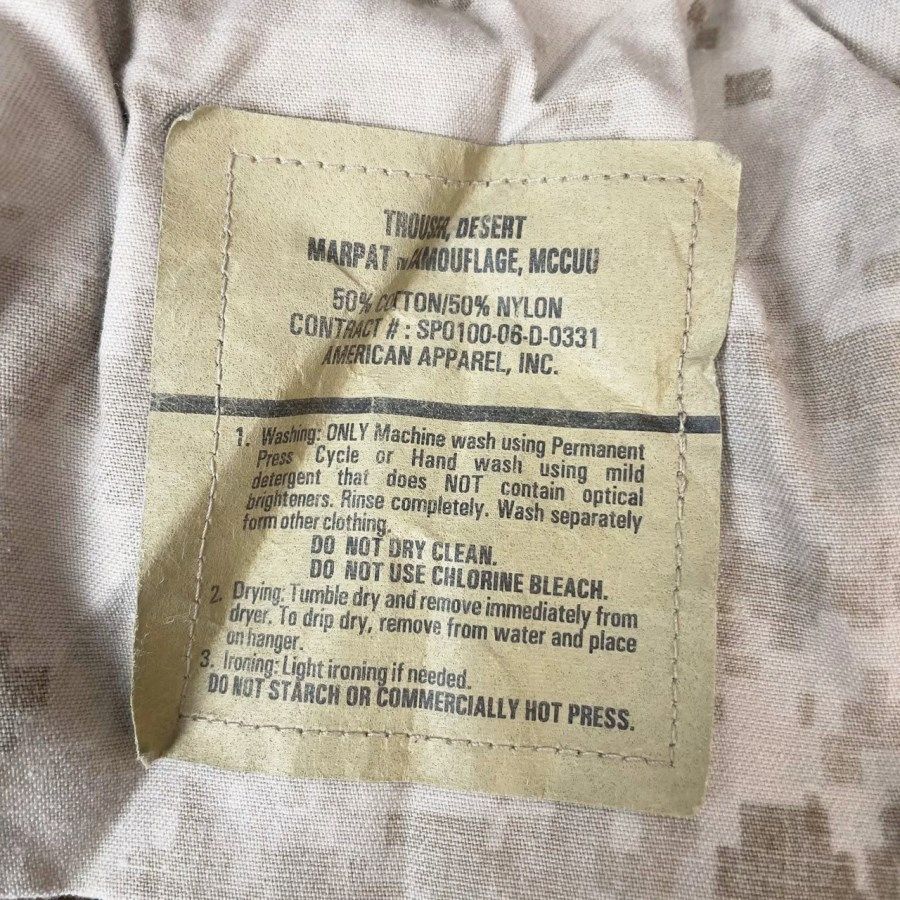 TROUSER, DESERT
MARPAT TM CAMOUFLAGE, MCCUU
50% COTTON/50% NYLON
CONTRACT # : SPO100-06-D-0331
AMERICAN APPAREL, INC.
1. Washing: ONLY Machine wash using Permanent
Press Cycle or Hand wash using mild
detergent that does NOT contain optical
brighteners. Rinse completely. Wash separately
form other clothing.
DO NOT DRY CLEAN.
DO NOT USE CHLORINE BLEACH.
2. Drying: Tumble dry and remove immediately from
dryer. To drip dry, remove from water and place
on hanger.
3. Ironing: Light ironing if needed.
DO NOT STARCH OR COMMERCIALLY HOT PRESS.